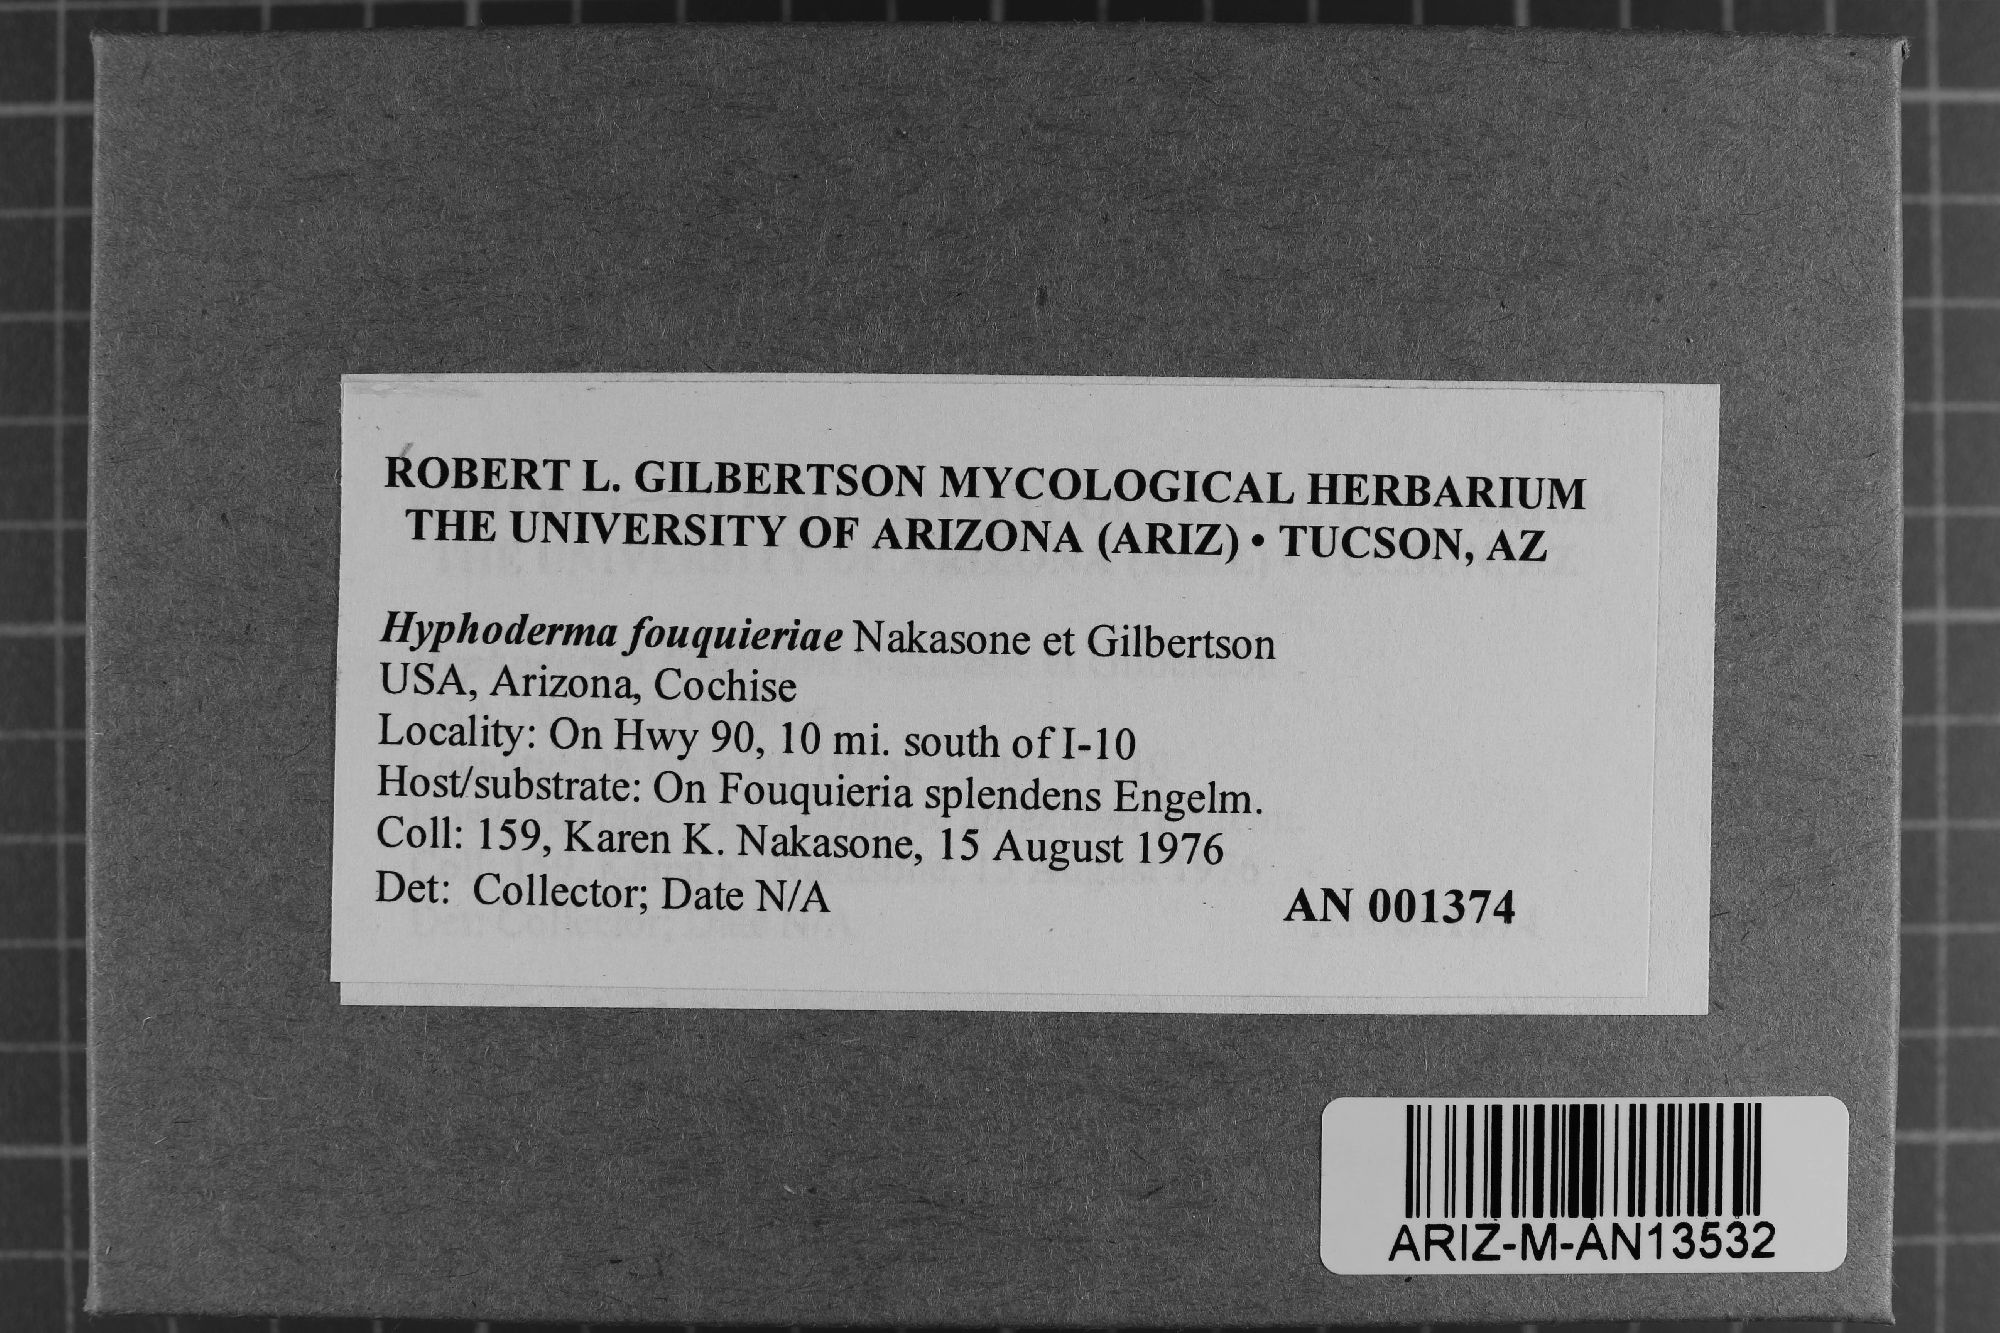 ROBERT L. GILBERTSON MYCOLOGICAL HERBARIUM
THE UNIVERSITY OF ARIZONA (ARIZ) • TUCSON, AZ
Hyphoderma fouquieriae Nakasone et Gilbertson
USA, Arizona, Cochise
Locality: On Hwy 90, 10 mi. south of I-10
Host/substrate: On Fouquieria splendens Engelm.
Coll: 159, Karen K. Nakasone, 15 August 1976
Det: Collector; Date N/A
AN 001374
ARIZ-M-AN13532